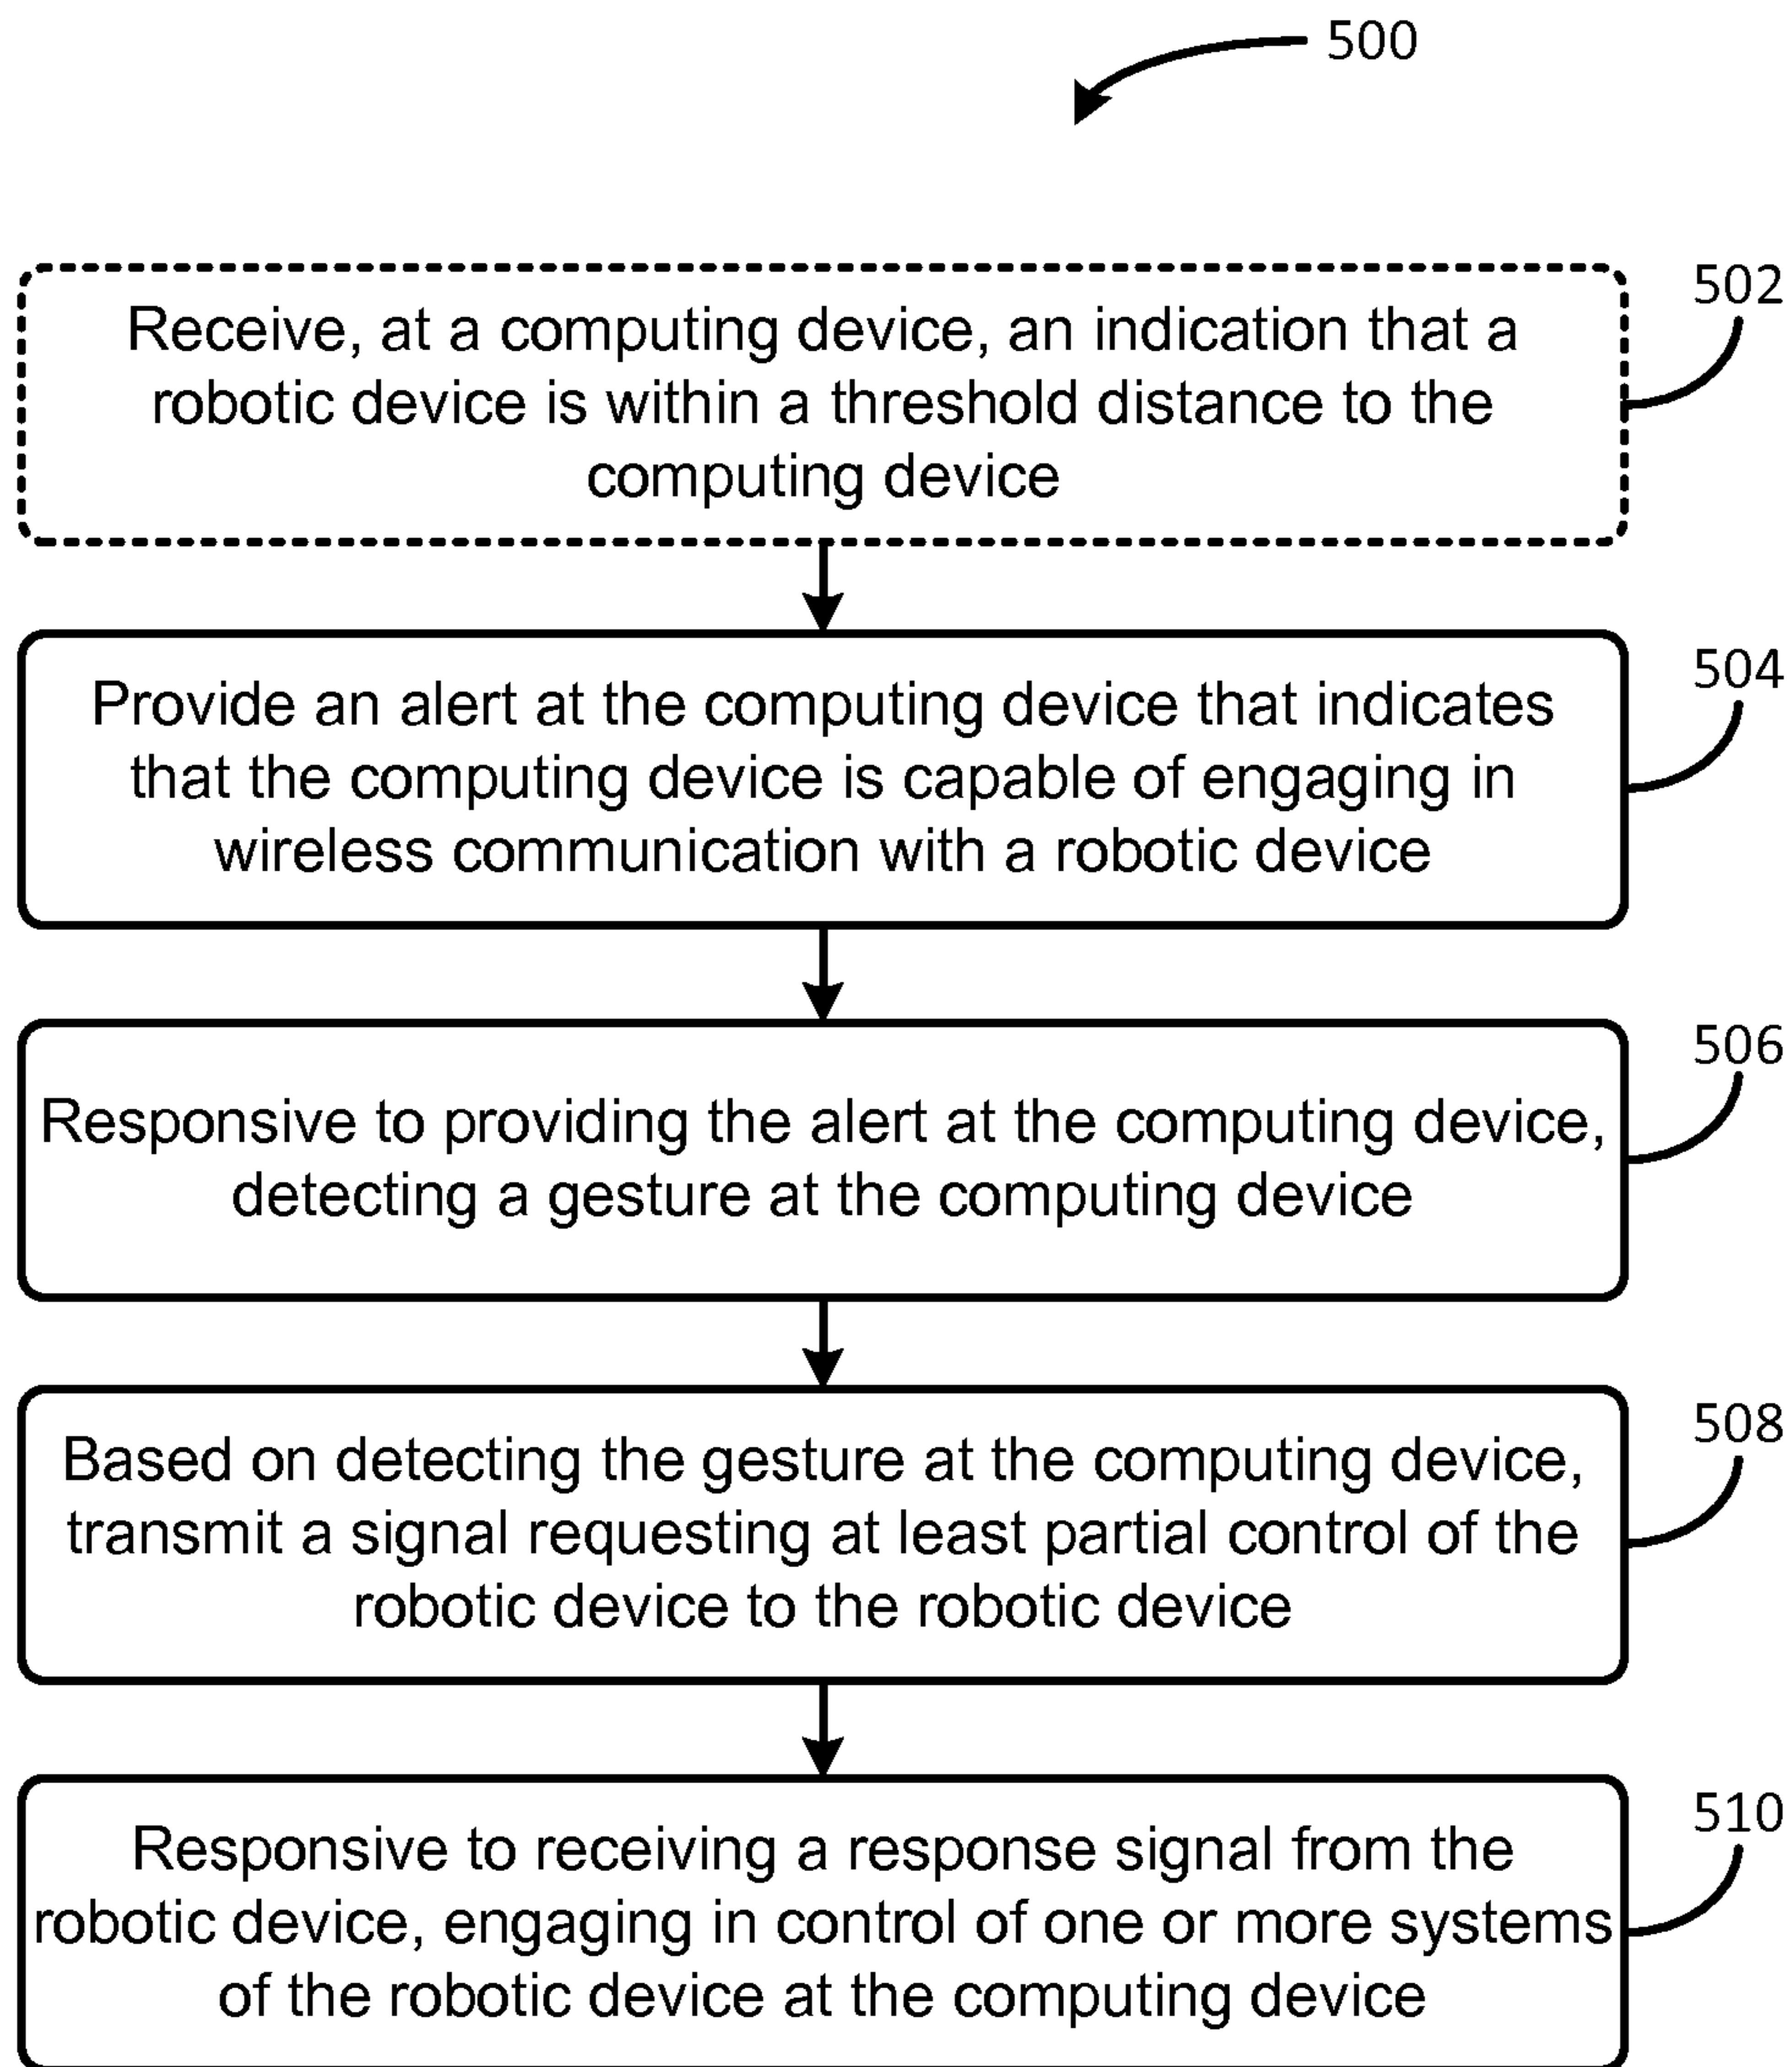 500
502
Receive, at a computing device, an indication that a
robotic device is within a threshold distance to the
computing device
504
Provide an alert at the computing device that indicates
that the computing device is capable of engaging in
wireless communication with a robotic device
506
Responsive to providing the alert at the computing device,
detecting a gesture at the computing device
508
Based on detecting the gesture at the computing device,
transmit a signal requesting at least partial control of the
robotic device to the robotic device
510
Responsive to receiving a response signal from the
robotic device, engaging in control of one or more systems
of the robotic device at the computing device